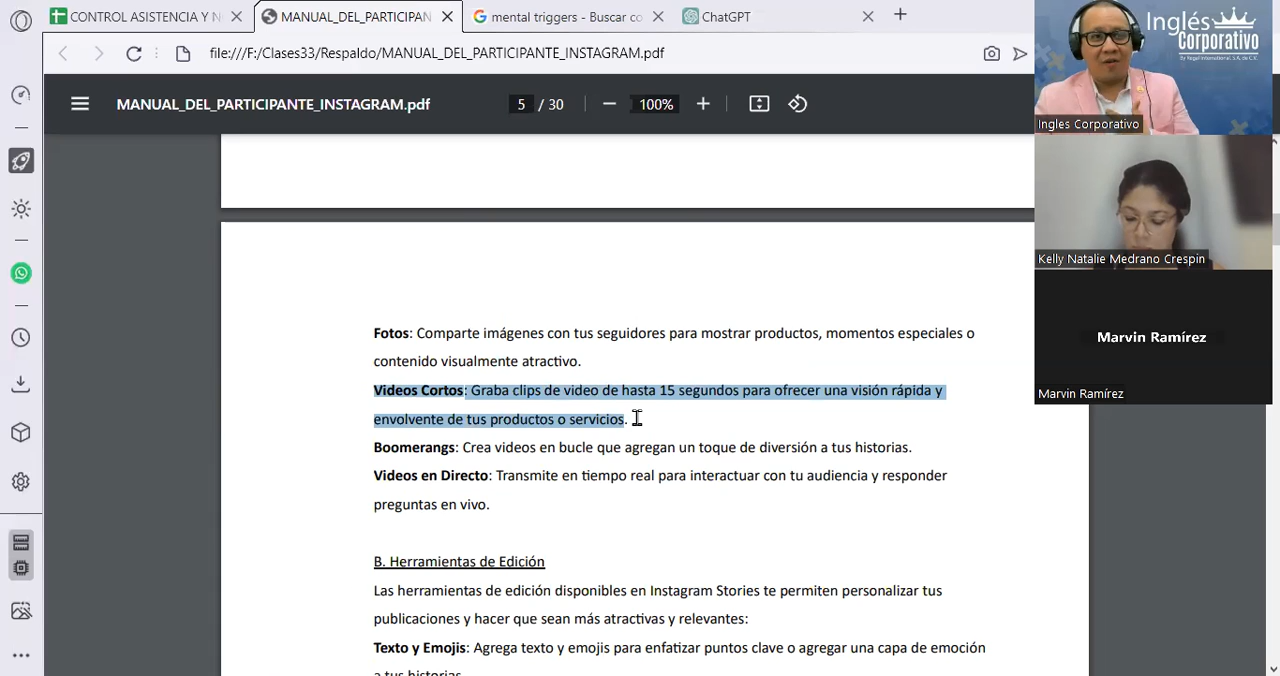 CONTROL ASISTENCIA Y N
MANUAL_DEL_PARTICIPAN
mental triggers - Buscar co
ChatGPT
file:///F:/Clases33/Respaldo/MANUAL_DEL_PARTICIPANTE_INSTAGRAM.pdf
MANUAL_DEL_PARTICIPANTE_INSTAGRAM.pdf
5 / 30
100%
Inglés
Corporativo
By Regal International, S.A. de C.V.
Ingles Corporativo
Kelly Natalie Medrano Crespin
Marvin Ramírez
Marvin Ramírez
Fotos: Comparte imágenes con tus seguidores para mostrar productos, momentos especiales o
contenido visualmente atractivo.
Videos Cortos: Graba clips de video de hasta 15 segundos para ofrecer una visión rápida y
envolvente de tus productos o servicios.
Boomerangs: Crea videos en bucle que agregan un toque de diversión a tus historias.
Videos en Directo: Transmite en tiempo real para interactuar con tu audiencia y responder
preguntas en vivo.
B. Herramientas de Edición
Las herramientas de edición disponibles en Instagram Stories te permiten personalizar tus
publicaciones y hacer que sean más atractivas y relevantes:
Texto y Emojis: Agrega texto y emojis para enfatizar puntos clave o agregar una capa de emoción
a tus historias.